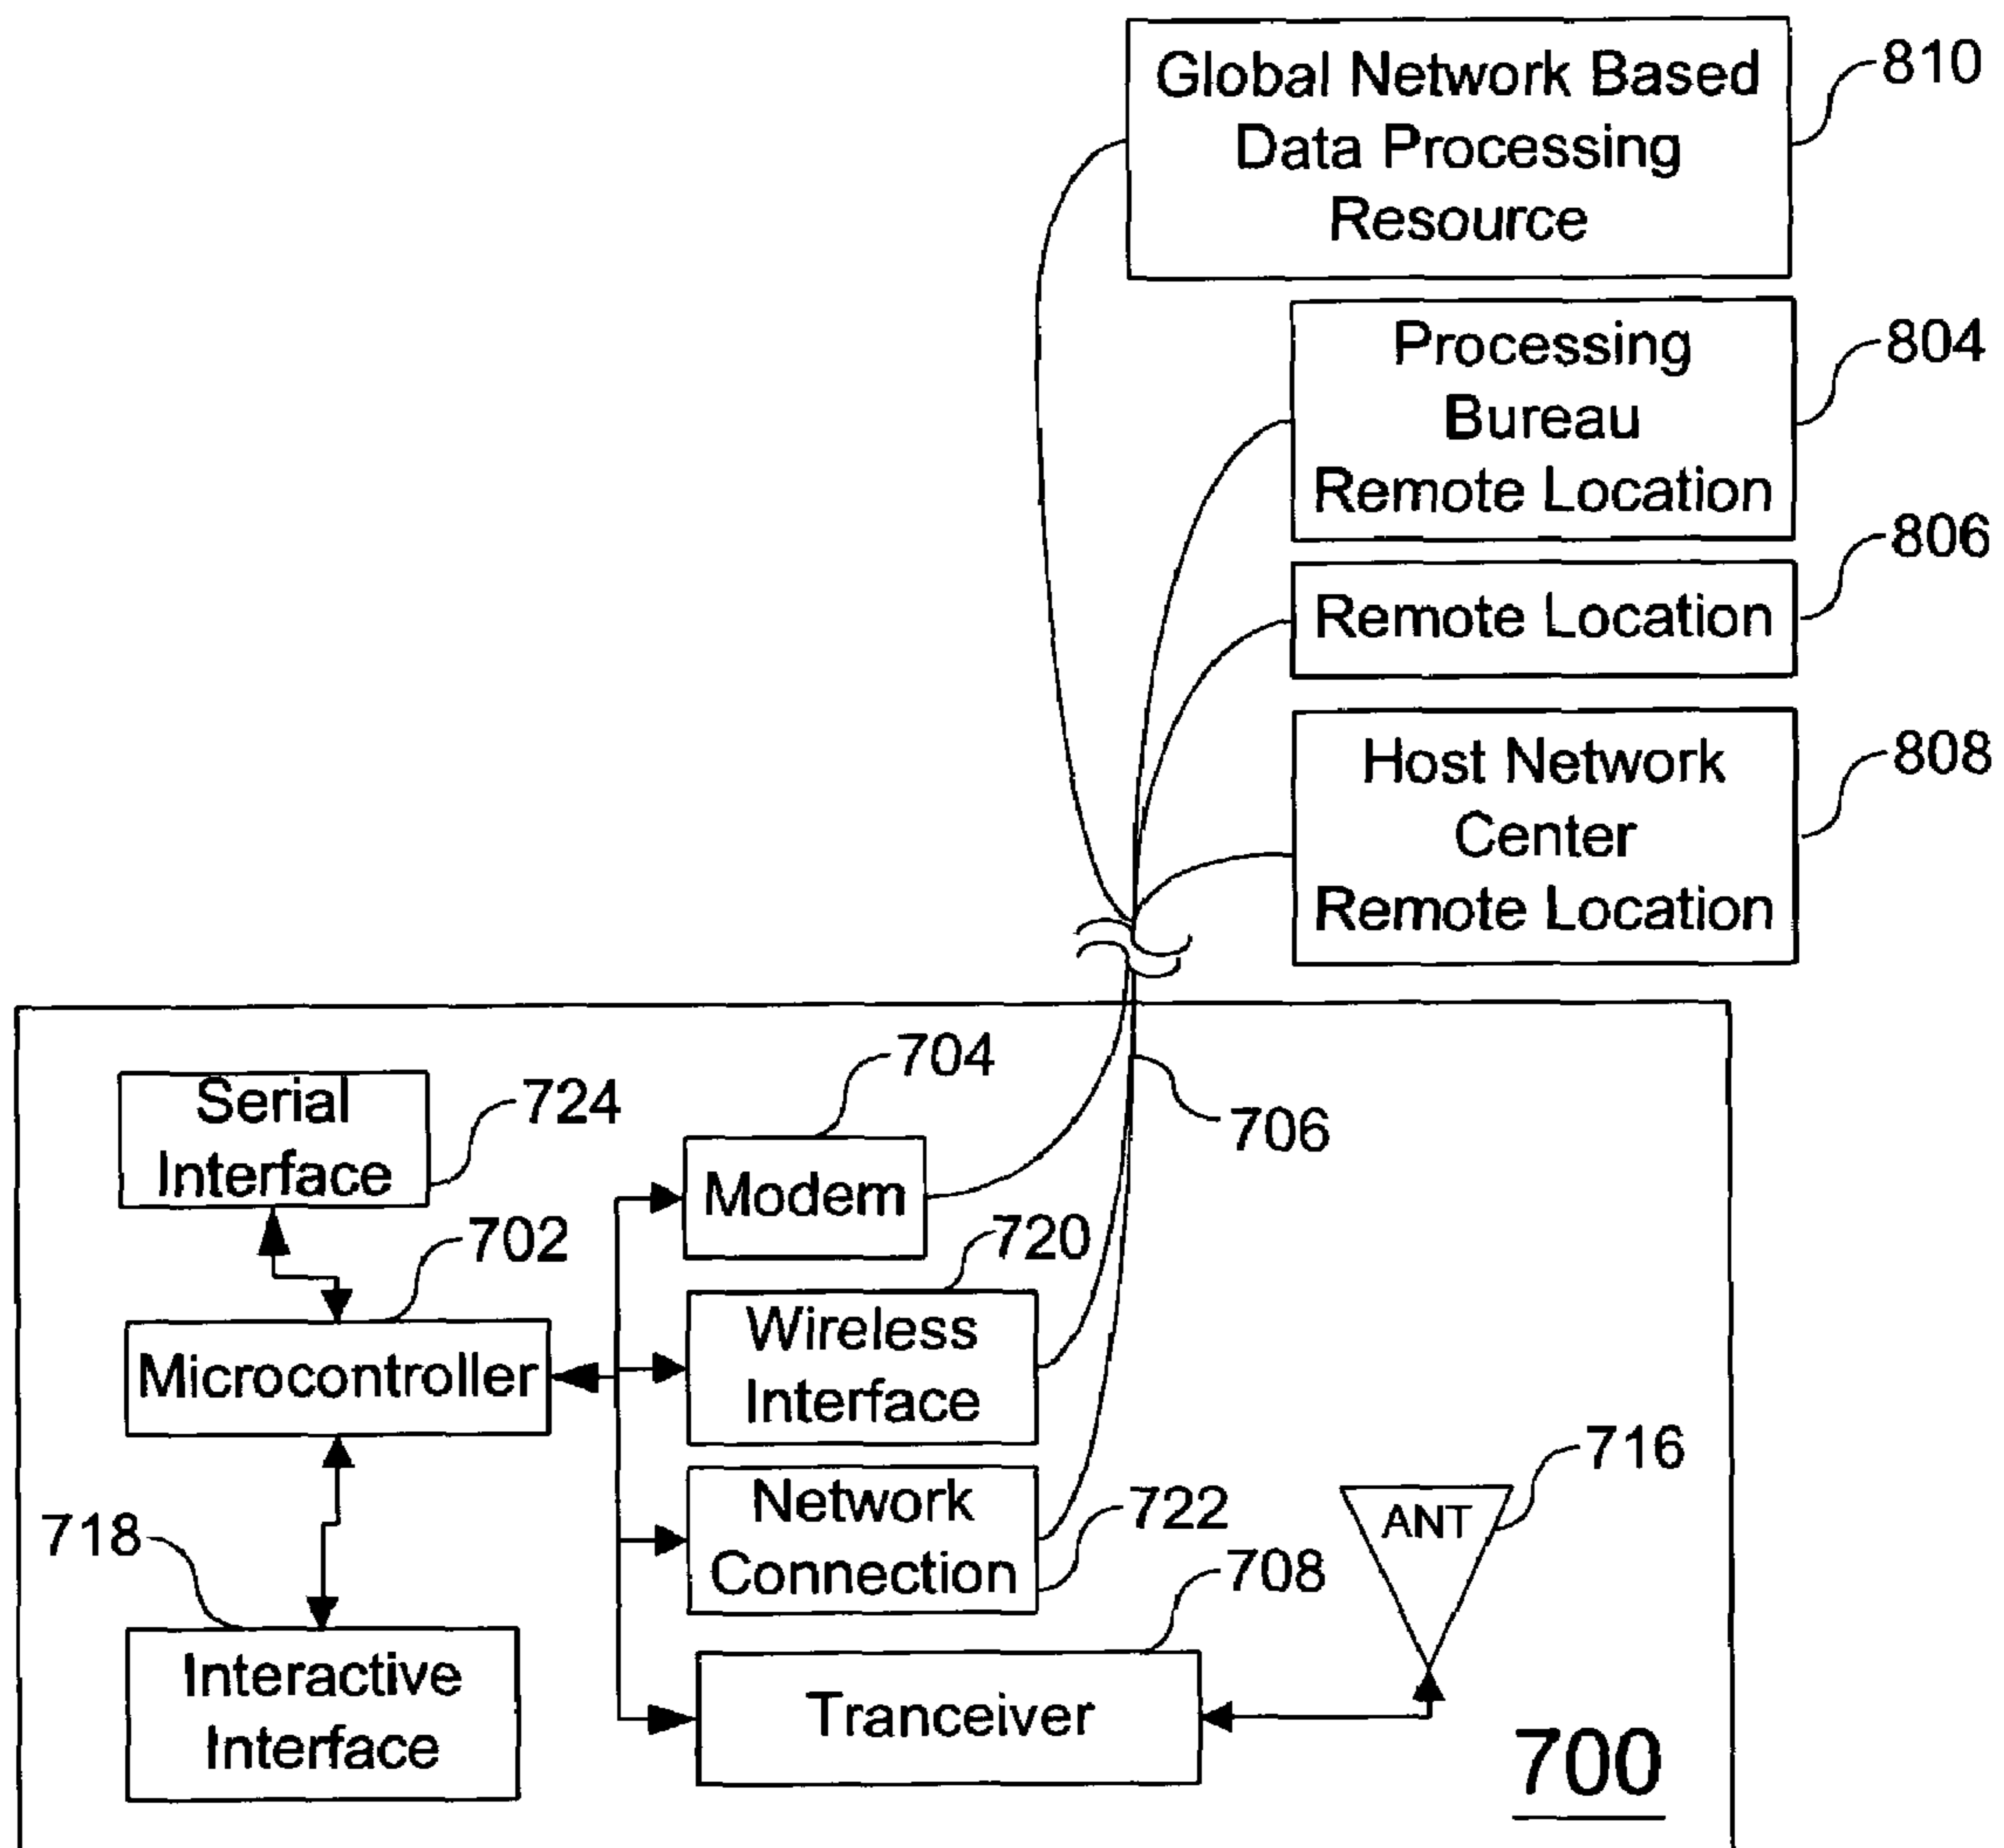 Global Network Based
Data Processing
Resource
810
Processing
Bureau
Remote Location
804
806
Remote Location
Host Network
Center
Remote Location
808
704
Serial
Interface
724
706
Modem
702
720
Wireless
Interface
Microcontroller
716
ANT
Network
Connection
722
718
708
Interactive
Interface
Tranceiver
700